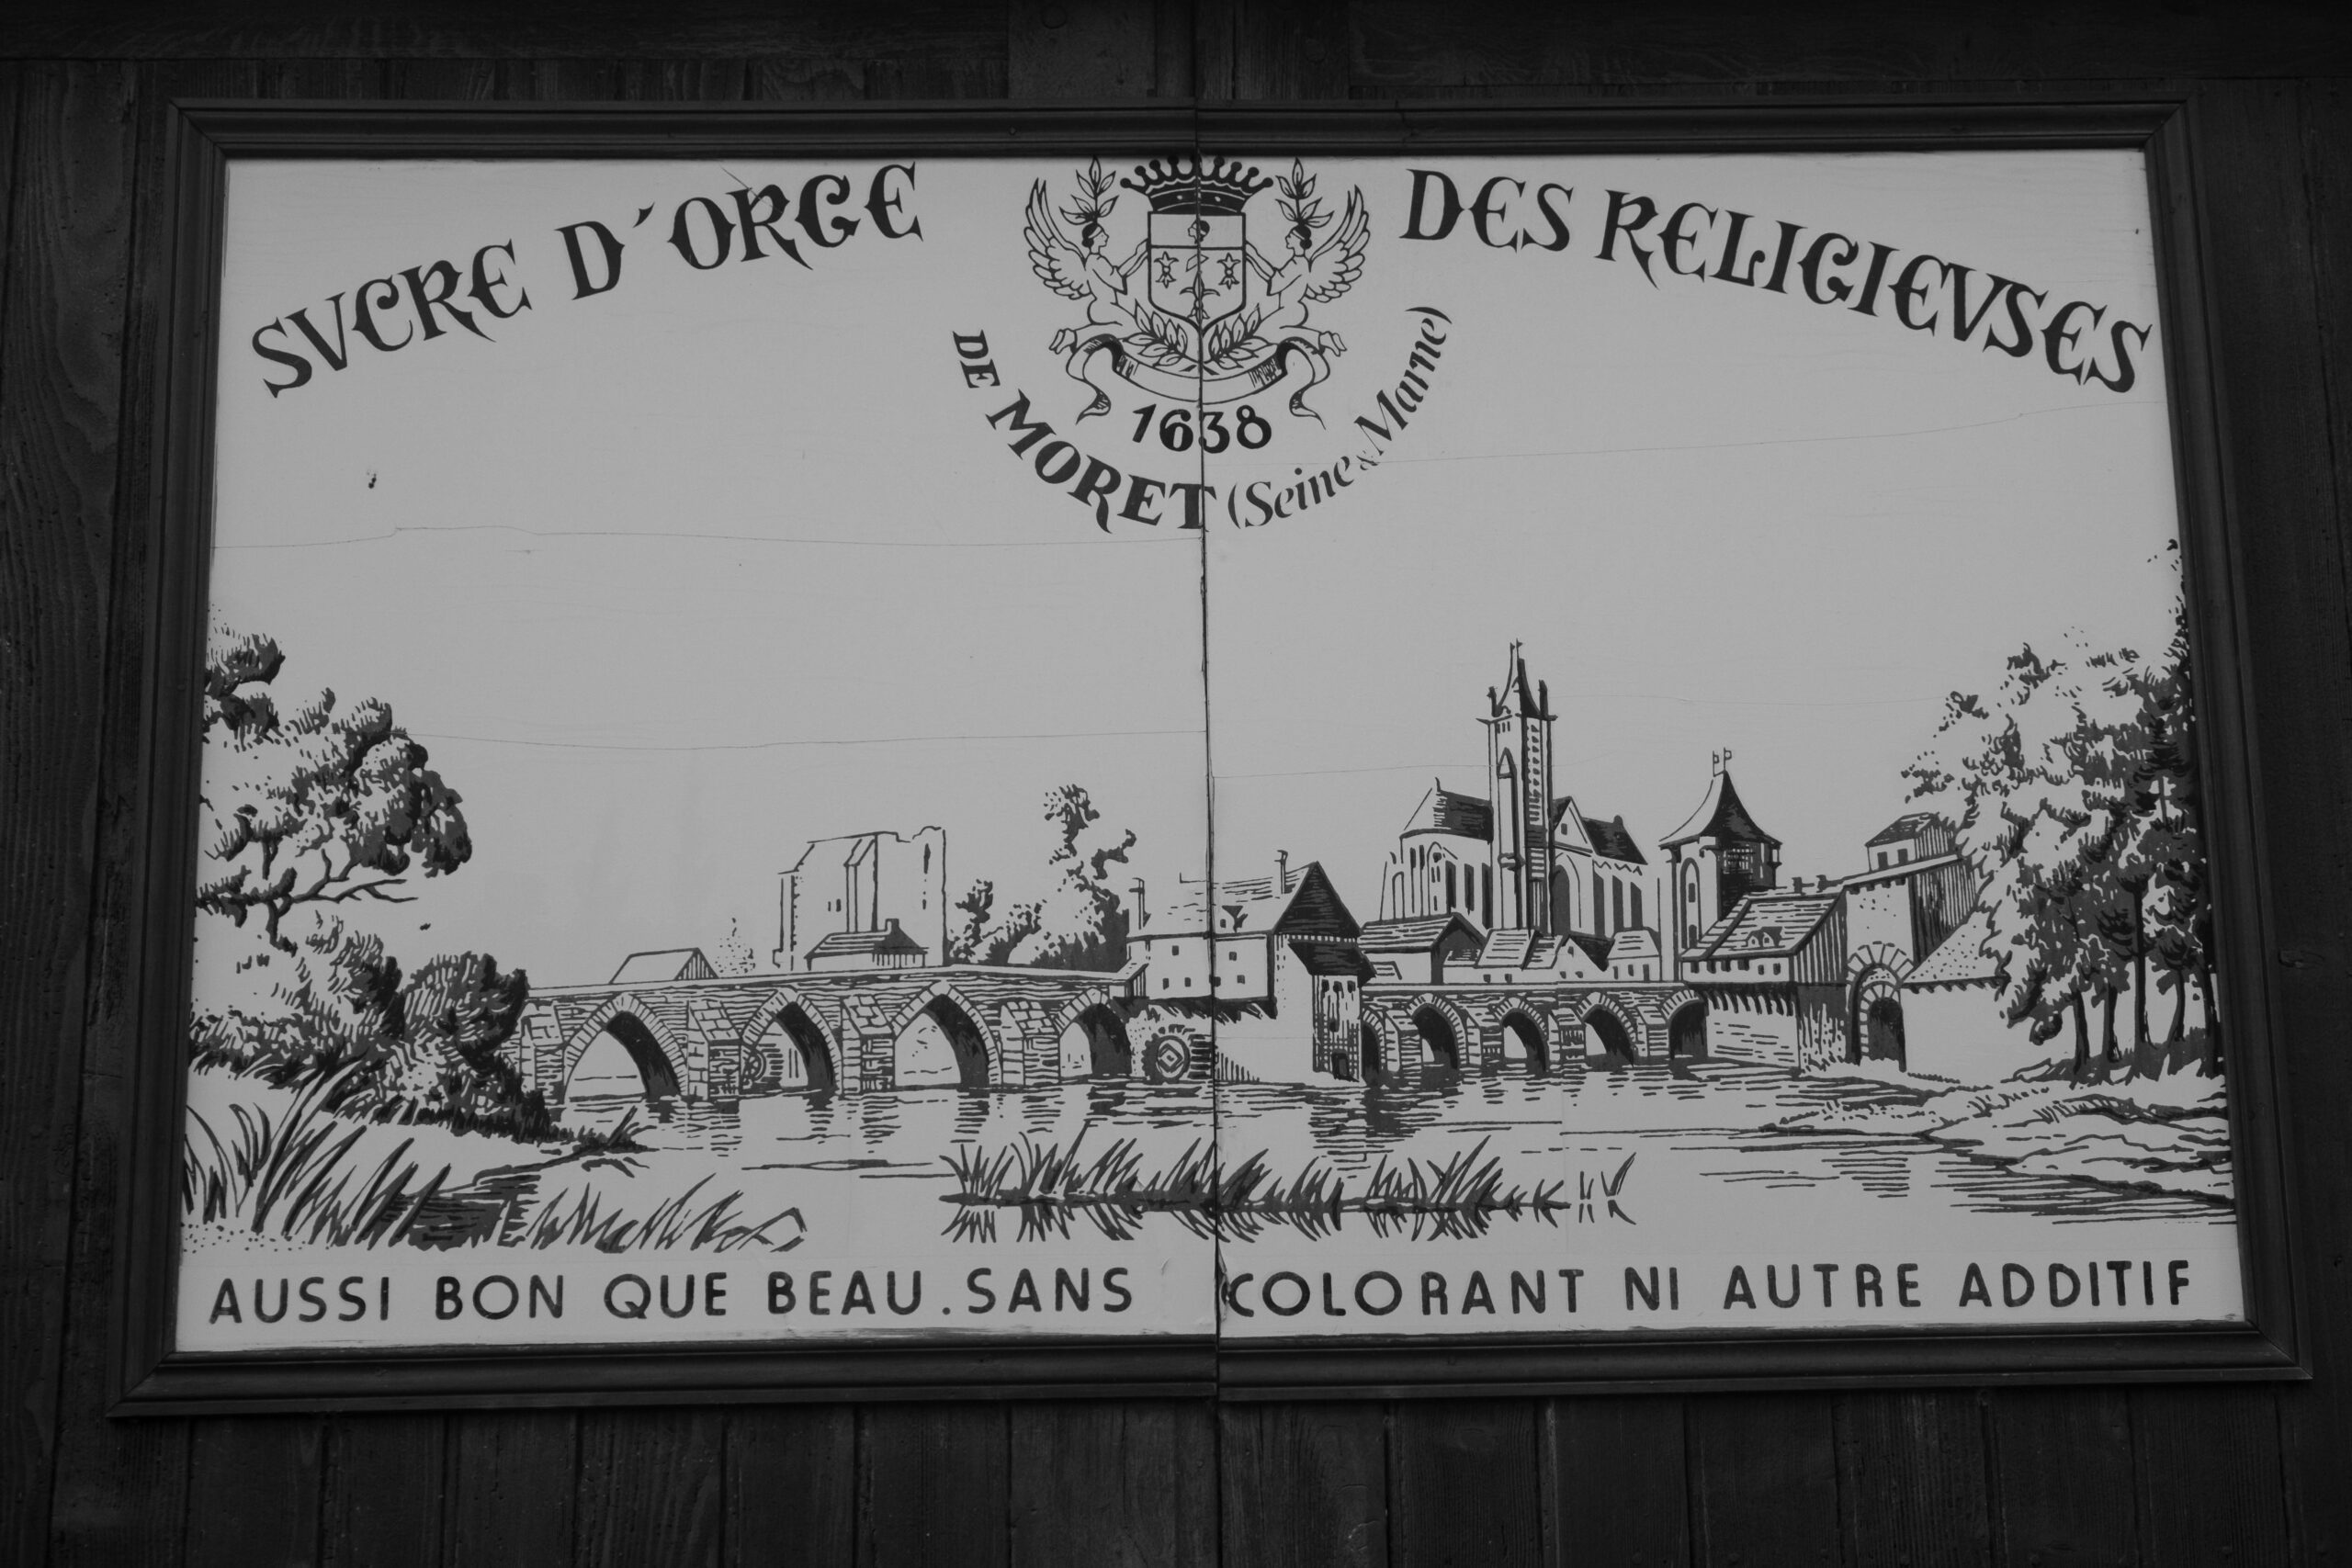 SVCRE D'ORGE DES RELIGIEVSES
1638
DE MORET (Seine & Marne)
AUSSI BON QUE BEAU. SANS COLORANT NI AUTRE ADDITIF